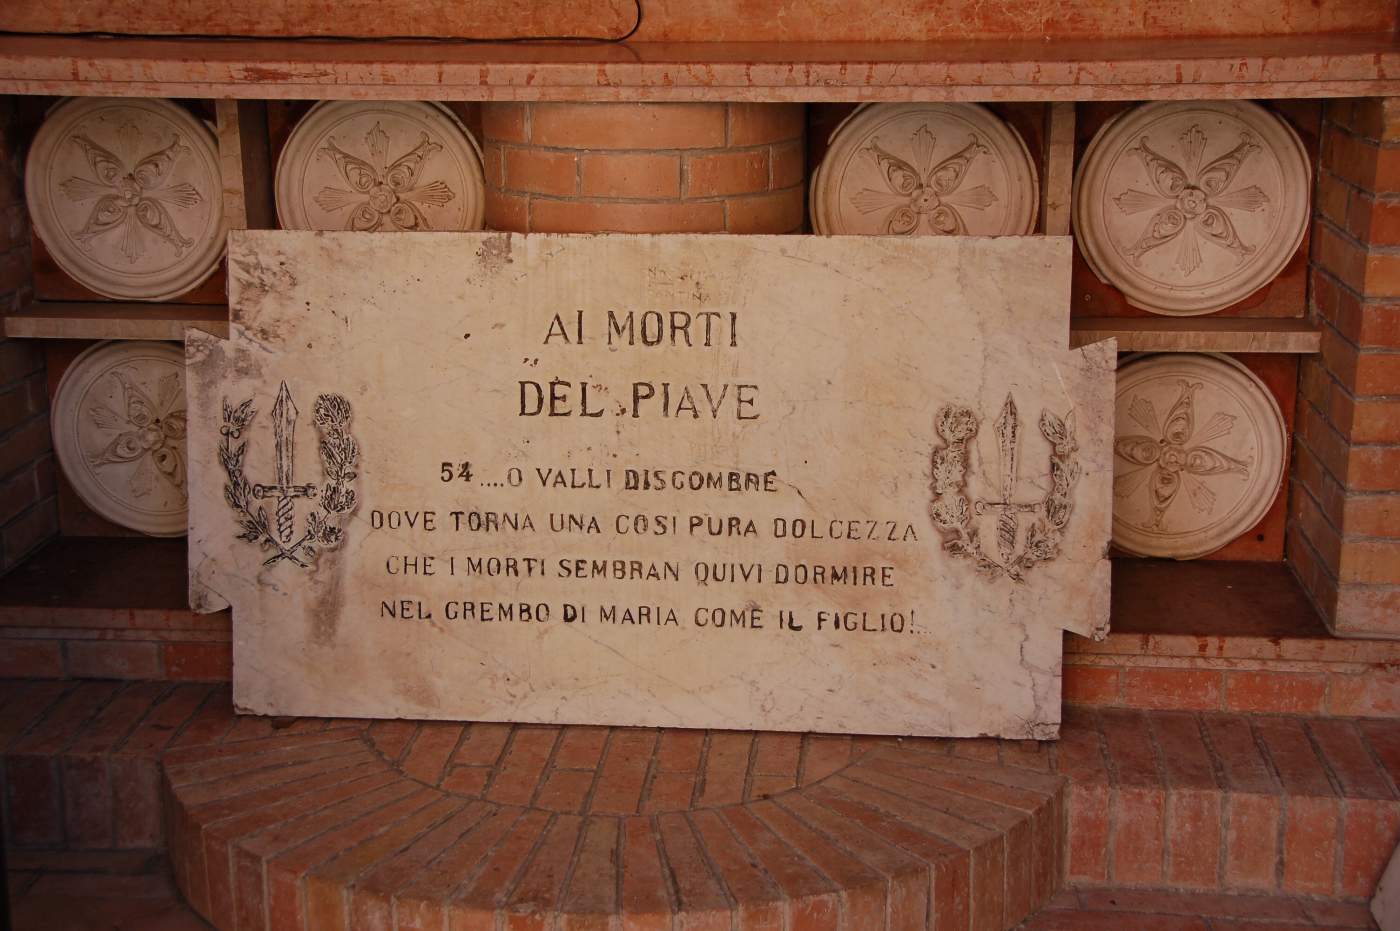 AI MORTI
DEL PIAVE
54....O VALLI DISGOMBRE
DOVE TORNA UNA COSI PURA DOLCEZZA
CHE I MORTI SEMBRAN QUIVI DORMIRE
NEL GREMBO DI MARIA COME IL FIGLIO!...